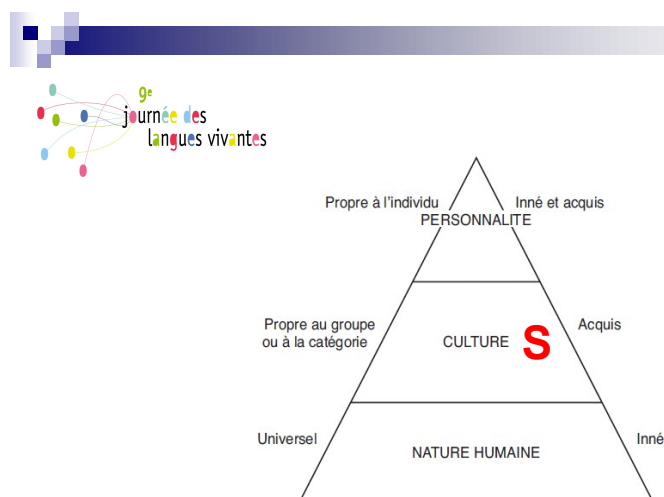 9e
journée des
langues vivantes
Propre à l'individu
Inné et acquis
PERSONNALITE
Propre au groupe
ou à la catégorie
CULTURE S
Acquis
Universel
NATURE HUMAINE
Inné